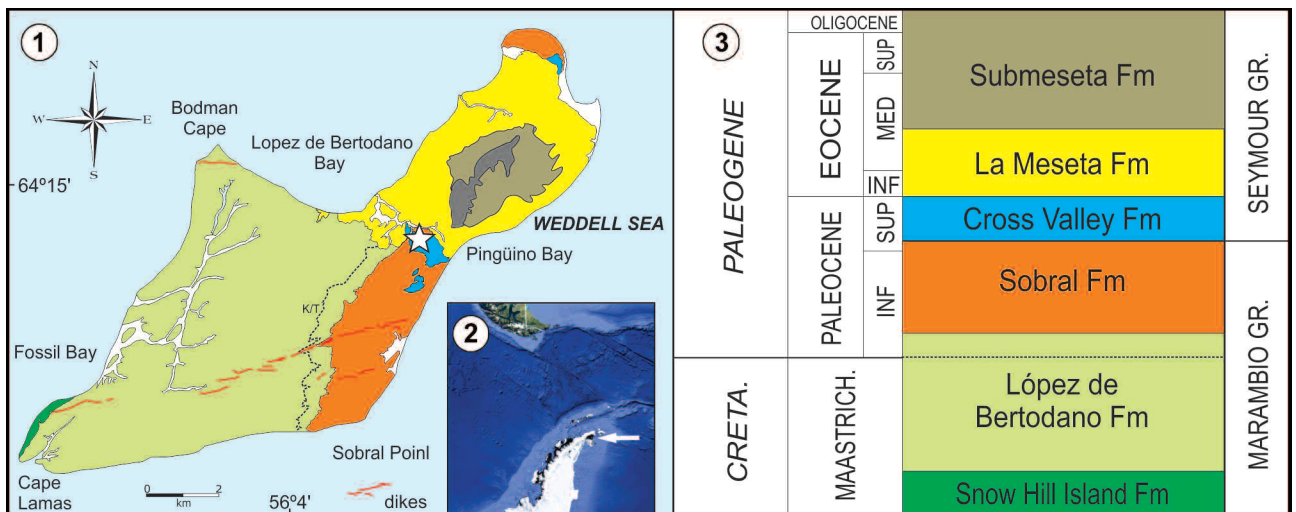 1
N
W E
S
Bodman
Cape
Lopez de Bertodano
Bay
64º15'
WEDDELL SEA
Pingüino Bay
K/T
Fossil Bay
Sobral Poinl
Cape
Lamas
0 2
km
56º4'
dikes
2
3
OLIGOCENE
PALEOGENE
EOCENE
SUP
MED
INF
PALEOCENE
SUP
INF
CRETA.
MAASTRICH.
Submeseta Fm
La Meseta Fm
Cross Valley Fm
Sobral Fm
López de
Bertodano Fm
Snow Hill Island Fm
SEYMOUR GR.
MARAMBIO GR.